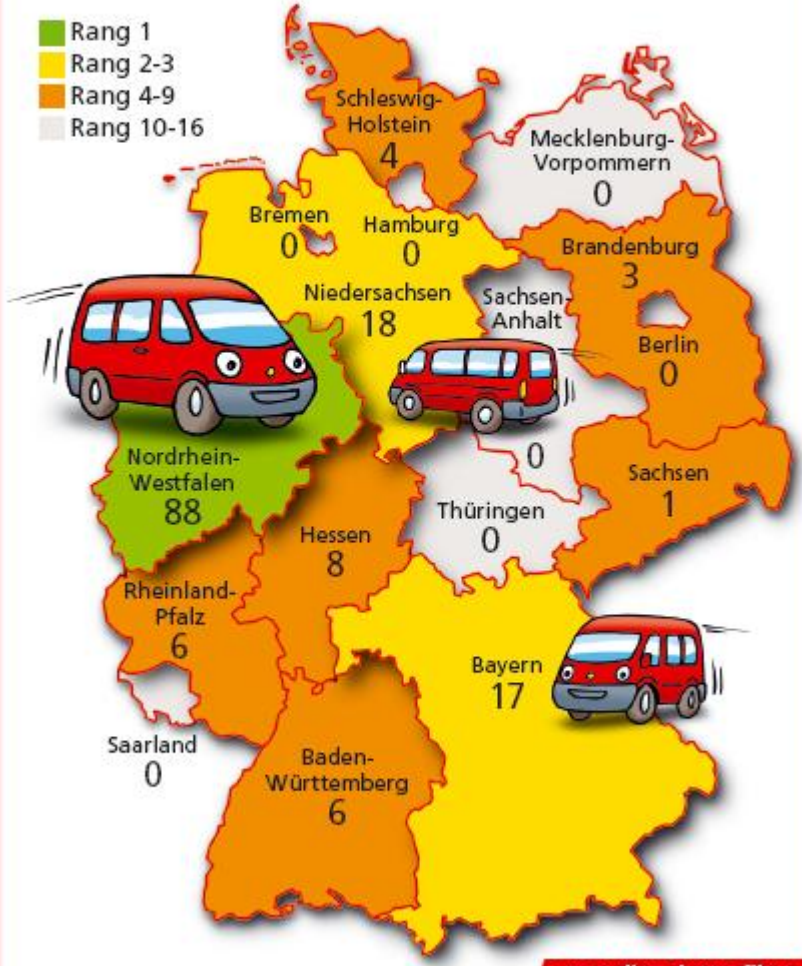 Rang 1
Rang 2-3
Rang 4-9
Rang 10-16
Schleswig-
Holstein
4
Mecklenburg-
Vorpommern
0
Bremen
0
Hamburg
0
Brandenburg
3
Niedersachsen
18
Sachsen-
Anhalt
0
Berlin
0
Nordrhein-
Westfalen
88
Sachsen
1
Thüringen
0
Hessen
8
Rheinland-
Pfalz
6
Bayern
17
Saarland
0
Baden-
Württemberg
6